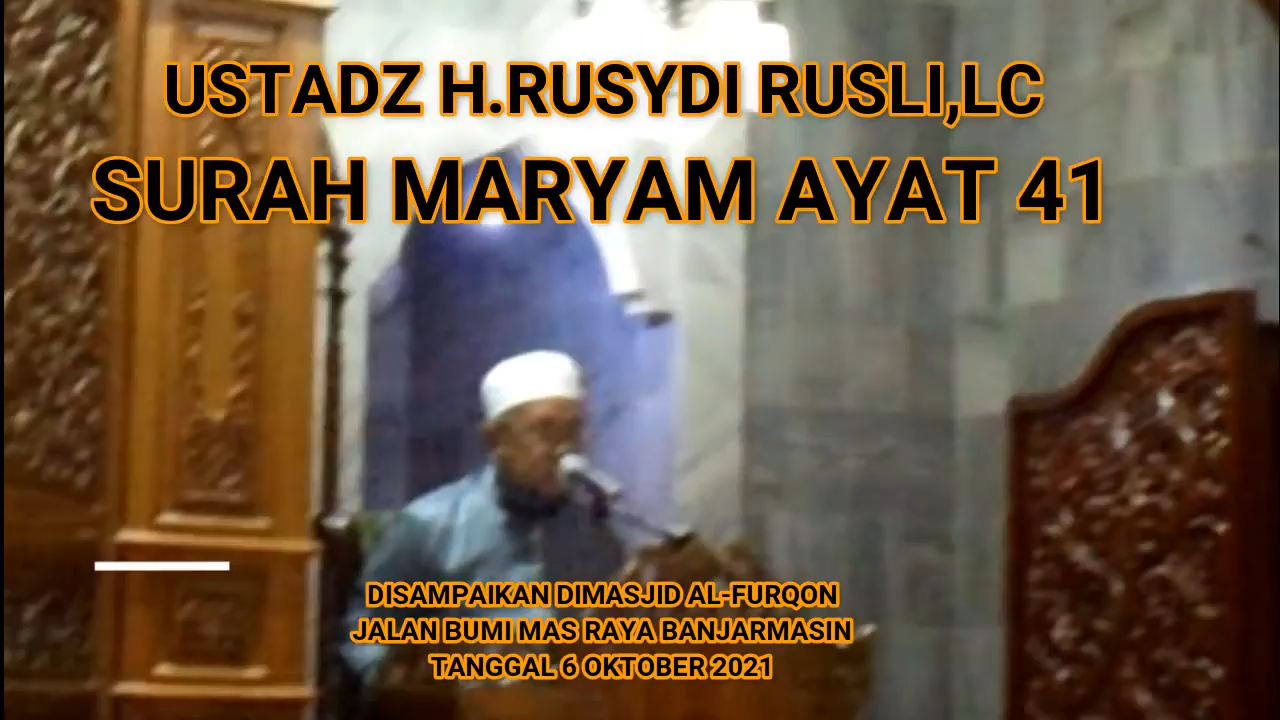 USTADZ H.RUSYDI RUSLI,LC
SURAH MARYAM AYAT 41
DISAMPAIKAN DIMASJID AL-FURQON
JALAN BUMI MAS RAYA BANJARMASIN
TANGGAL 6 OKTOBER 2021